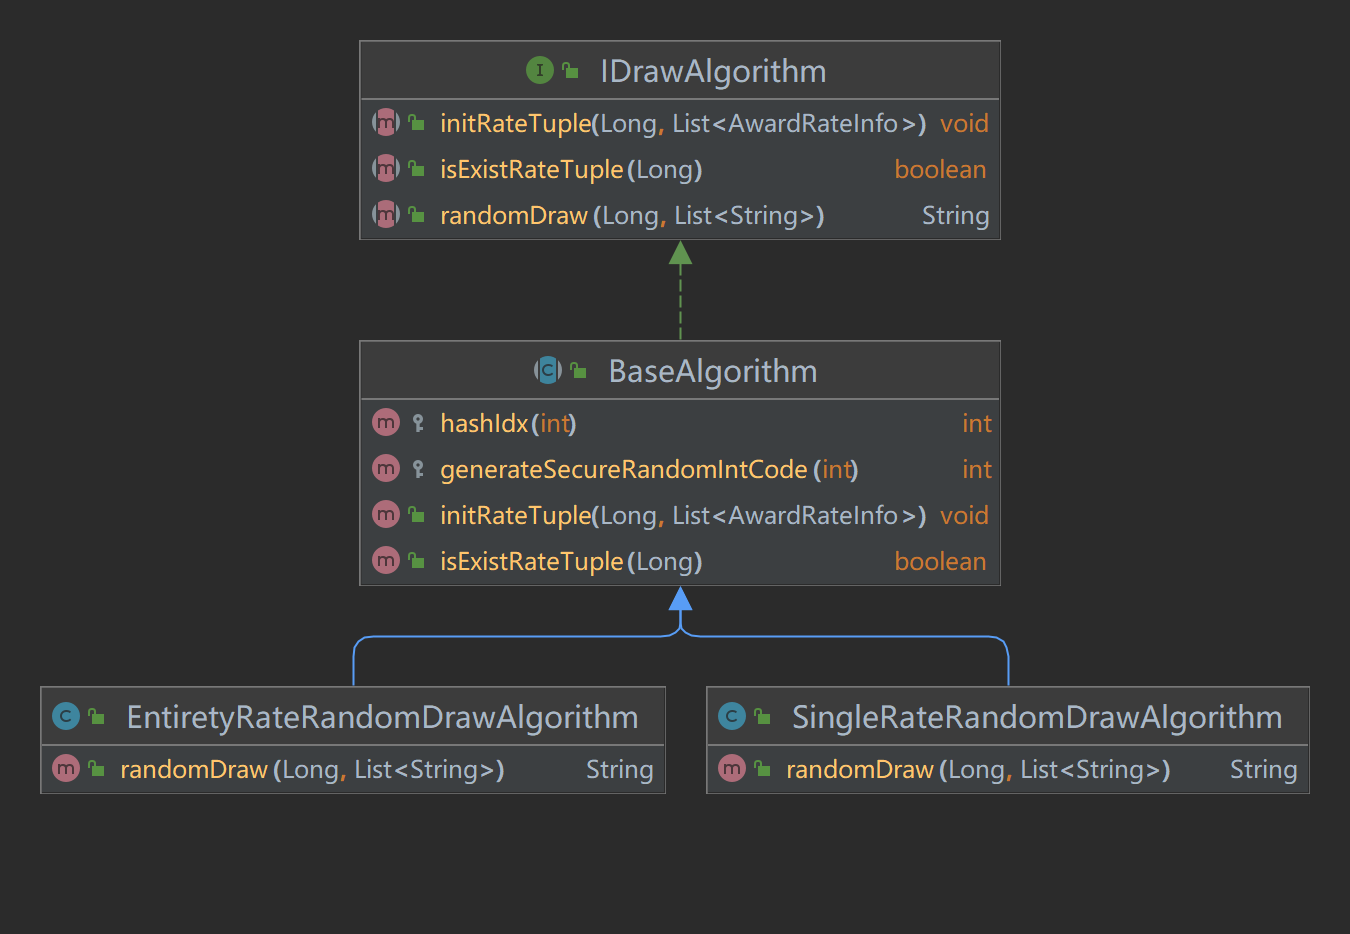 I IDrawAlgorithm
m initRateTuple(Long, List<AwardRateInfo>) void
m isExistRateTuple(Long) boolean
m randomDraw(Long, List<String>) String
C BaseAlgorithm
m hashIdx(int) int
m generateSecureRandomIntCode(int) int
m initRateTuple(Long, List<AwardRateInfo>) void
m isExistRateTuple(Long) boolean
C EntiretyRateRandomDrawAlgorithm
m randomDraw(Long, List<String>) String
C SingleRateRandomDrawAlgorithm
m randomDraw(Long, List<String>) String